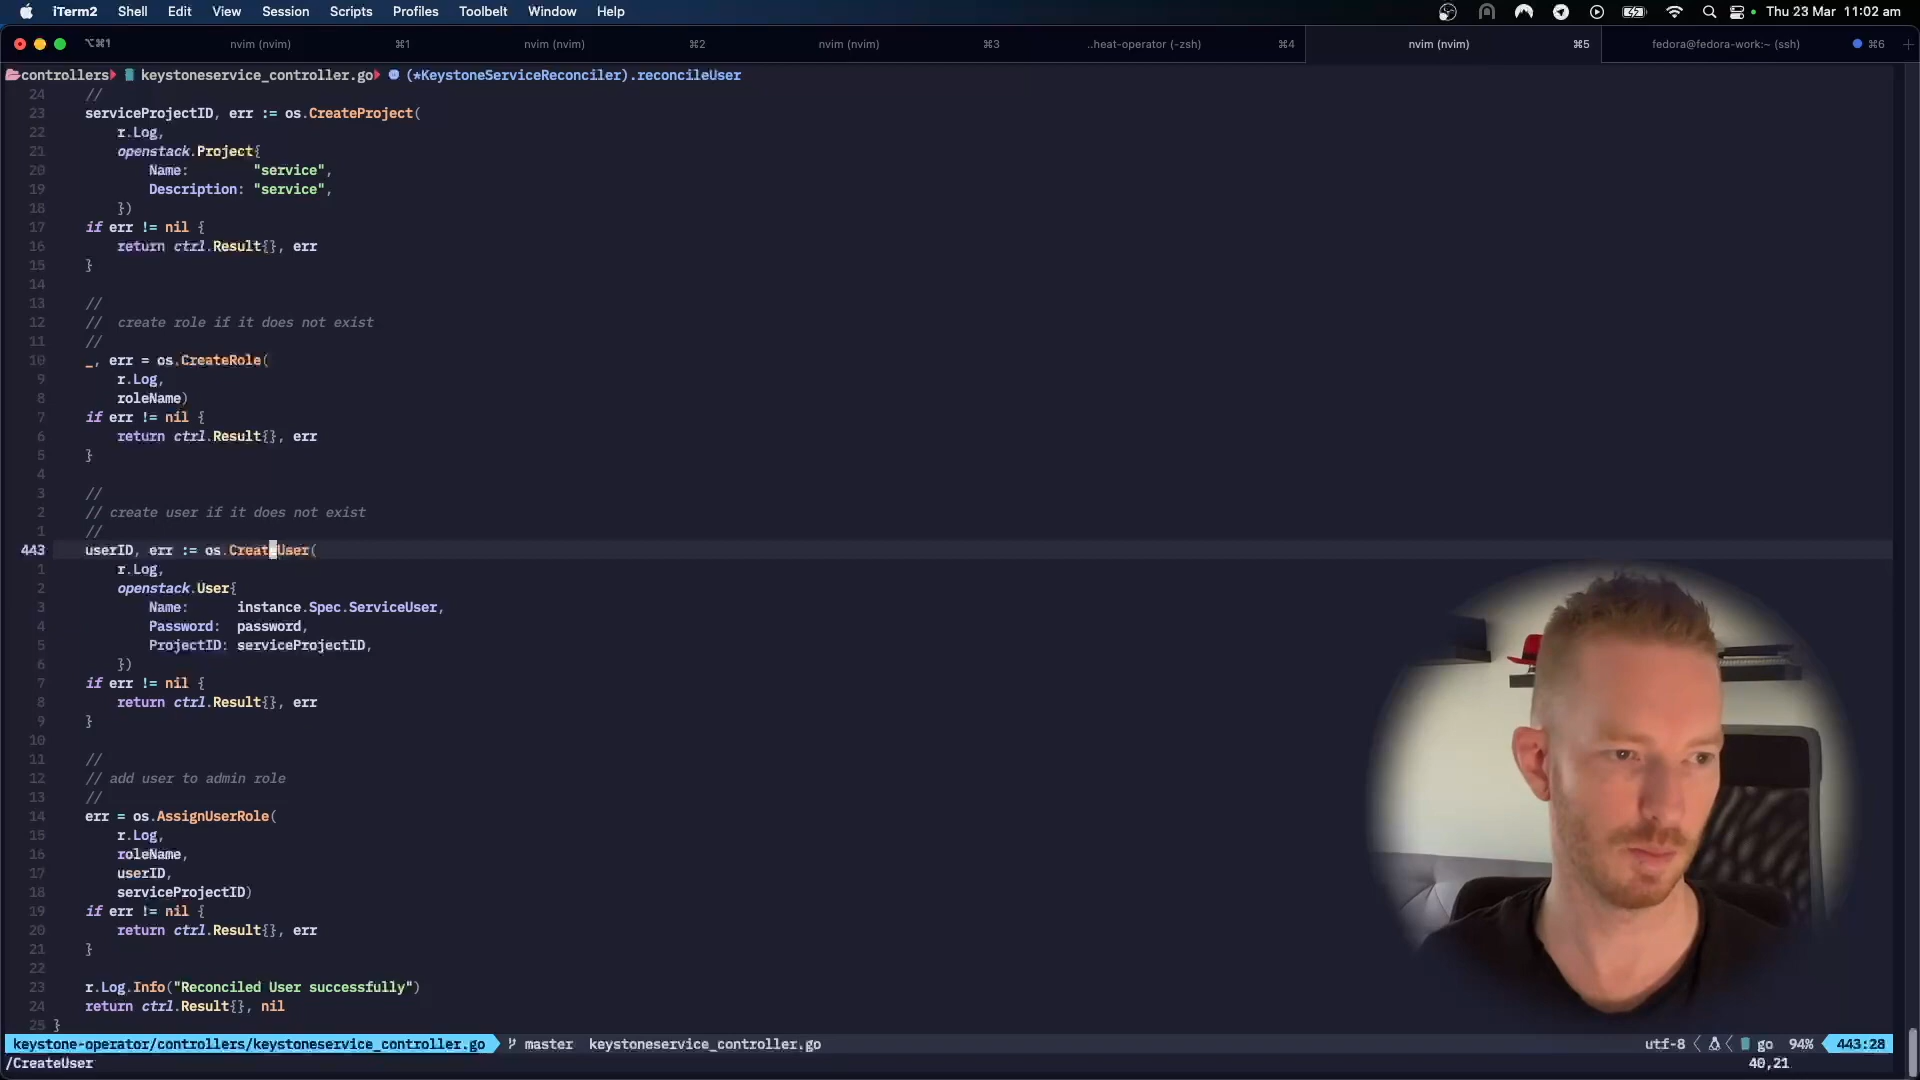 iTerm2 Shell Edit View Session Scripts Profiles Toolbelt Window Help Thu 23 Mar 11:02 am
⌥⌘1 nvim (nvim) ⌘1 nvim (nvim) ⌘2 nvim (nvim) ⌘3 ..heat-operator (-zsh) ⌘4 nvim (nvim) ⌘5 fedora@fedora-work:~ (ssh) ⌘6
controllers keystoneservice_controller.go (*KeystoneServiceReconciler).reconcileUser
24 //
23 serviceProjectID, err := os.CreateProject(
22 r.Log,
21 openstack.Project{
20 Name: "service",
19 Description: "service",
18 })
17 if err != nil {
16 return ctrl.Result{}, err
15 }
14
13 //
12 // create role if it does not exist
11 //
10 _, err = os.CreateRole(
9 r.Log,
8 roleName)
7 if err != nil {
6 return ctrl.Result{}, err
5 }
4
3 //
2 // create user if it does not exist
1 //
443 userID, err := os.CreateUser(
1 r.Log,
2 openstack.User{
3 Name: instance.Spec.ServiceUser,
4 Password: password,
5 ProjectID: serviceProjectID,
6 })
7 if err != nil {
8 return ctrl.Result{}, err
9 }
10
11 //
12 // add user to admin role
13 //
14 err = os.AssignUserRole(
15 r.Log,
16 roleName,
17 userID,
18 serviceProjectID)
19 if err != nil {
20 return ctrl.Result{}, err
21 }
22
23 r.Log.Info("Reconciled User successfully")
24 return ctrl.Result{}, nil
25 }
keystone-operator/controllers/keystoneservice_controller.go master keystoneservice_controller.go utf-8 go 94% 443:28
/CreateUser 40,21